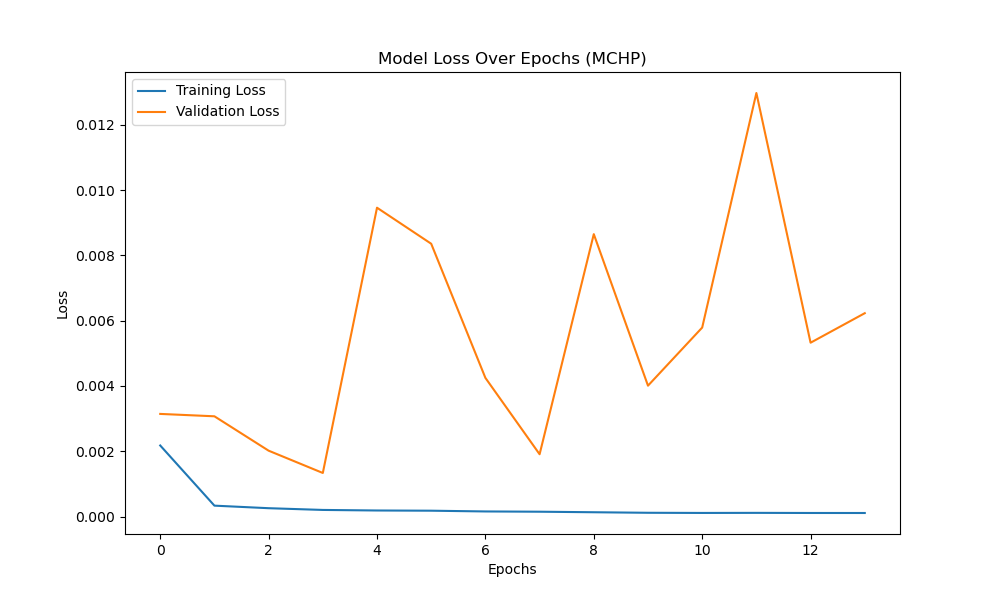 Model Loss Over Epochs (MCHP)
Training Loss
Validation Loss
0.012
0.010
0.008
0.006
0.004
0.002
0.000
Loss
0 2 4 6 8 10 12
Epochs